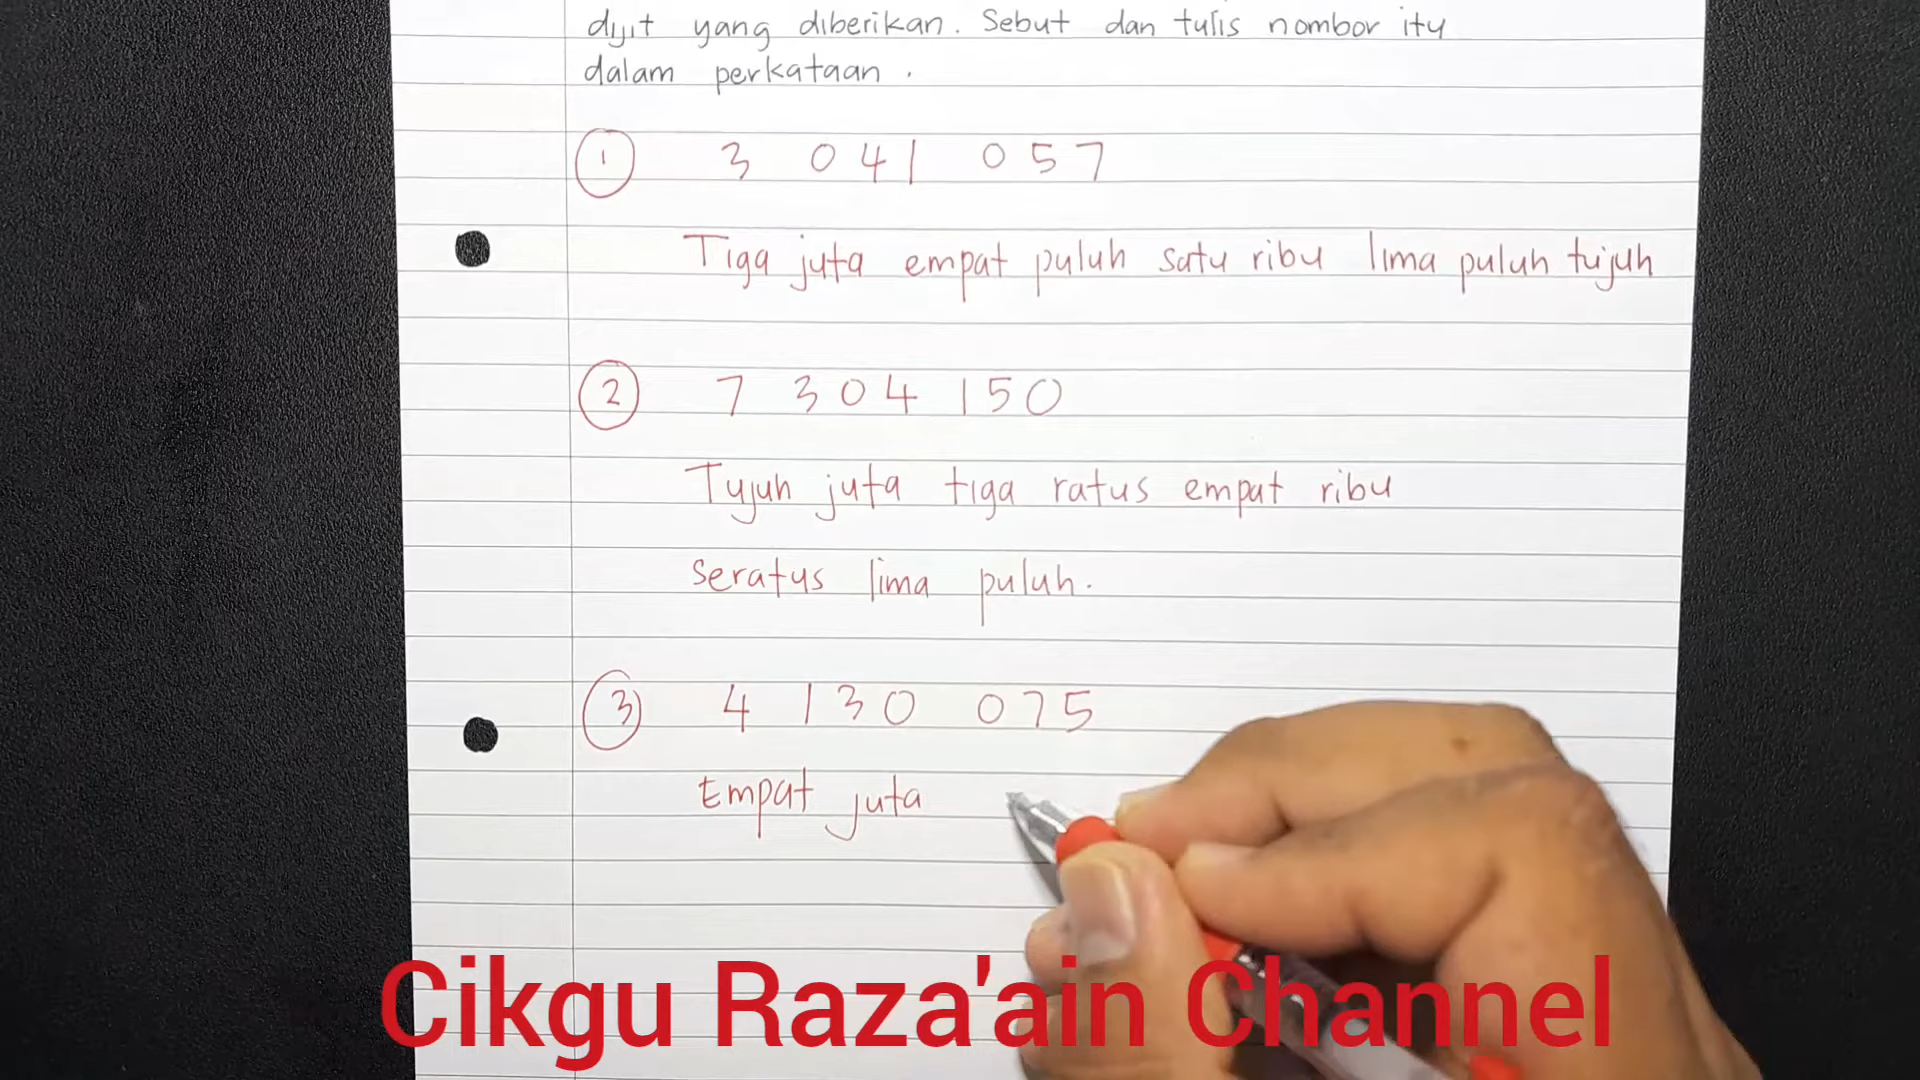 dijit yang diberikan. Sebut dan tulis nombor itu
dalam perkataan.
1 3 041 057
Tiga juta empat puluh satu ribu lima puluh tujuh
2 7 304 150
Tujuh juta tiga ratus empat ribu
seratus lima puluh.
3 4 130 075
Empat juta
Cikgu Raza'ain Channel